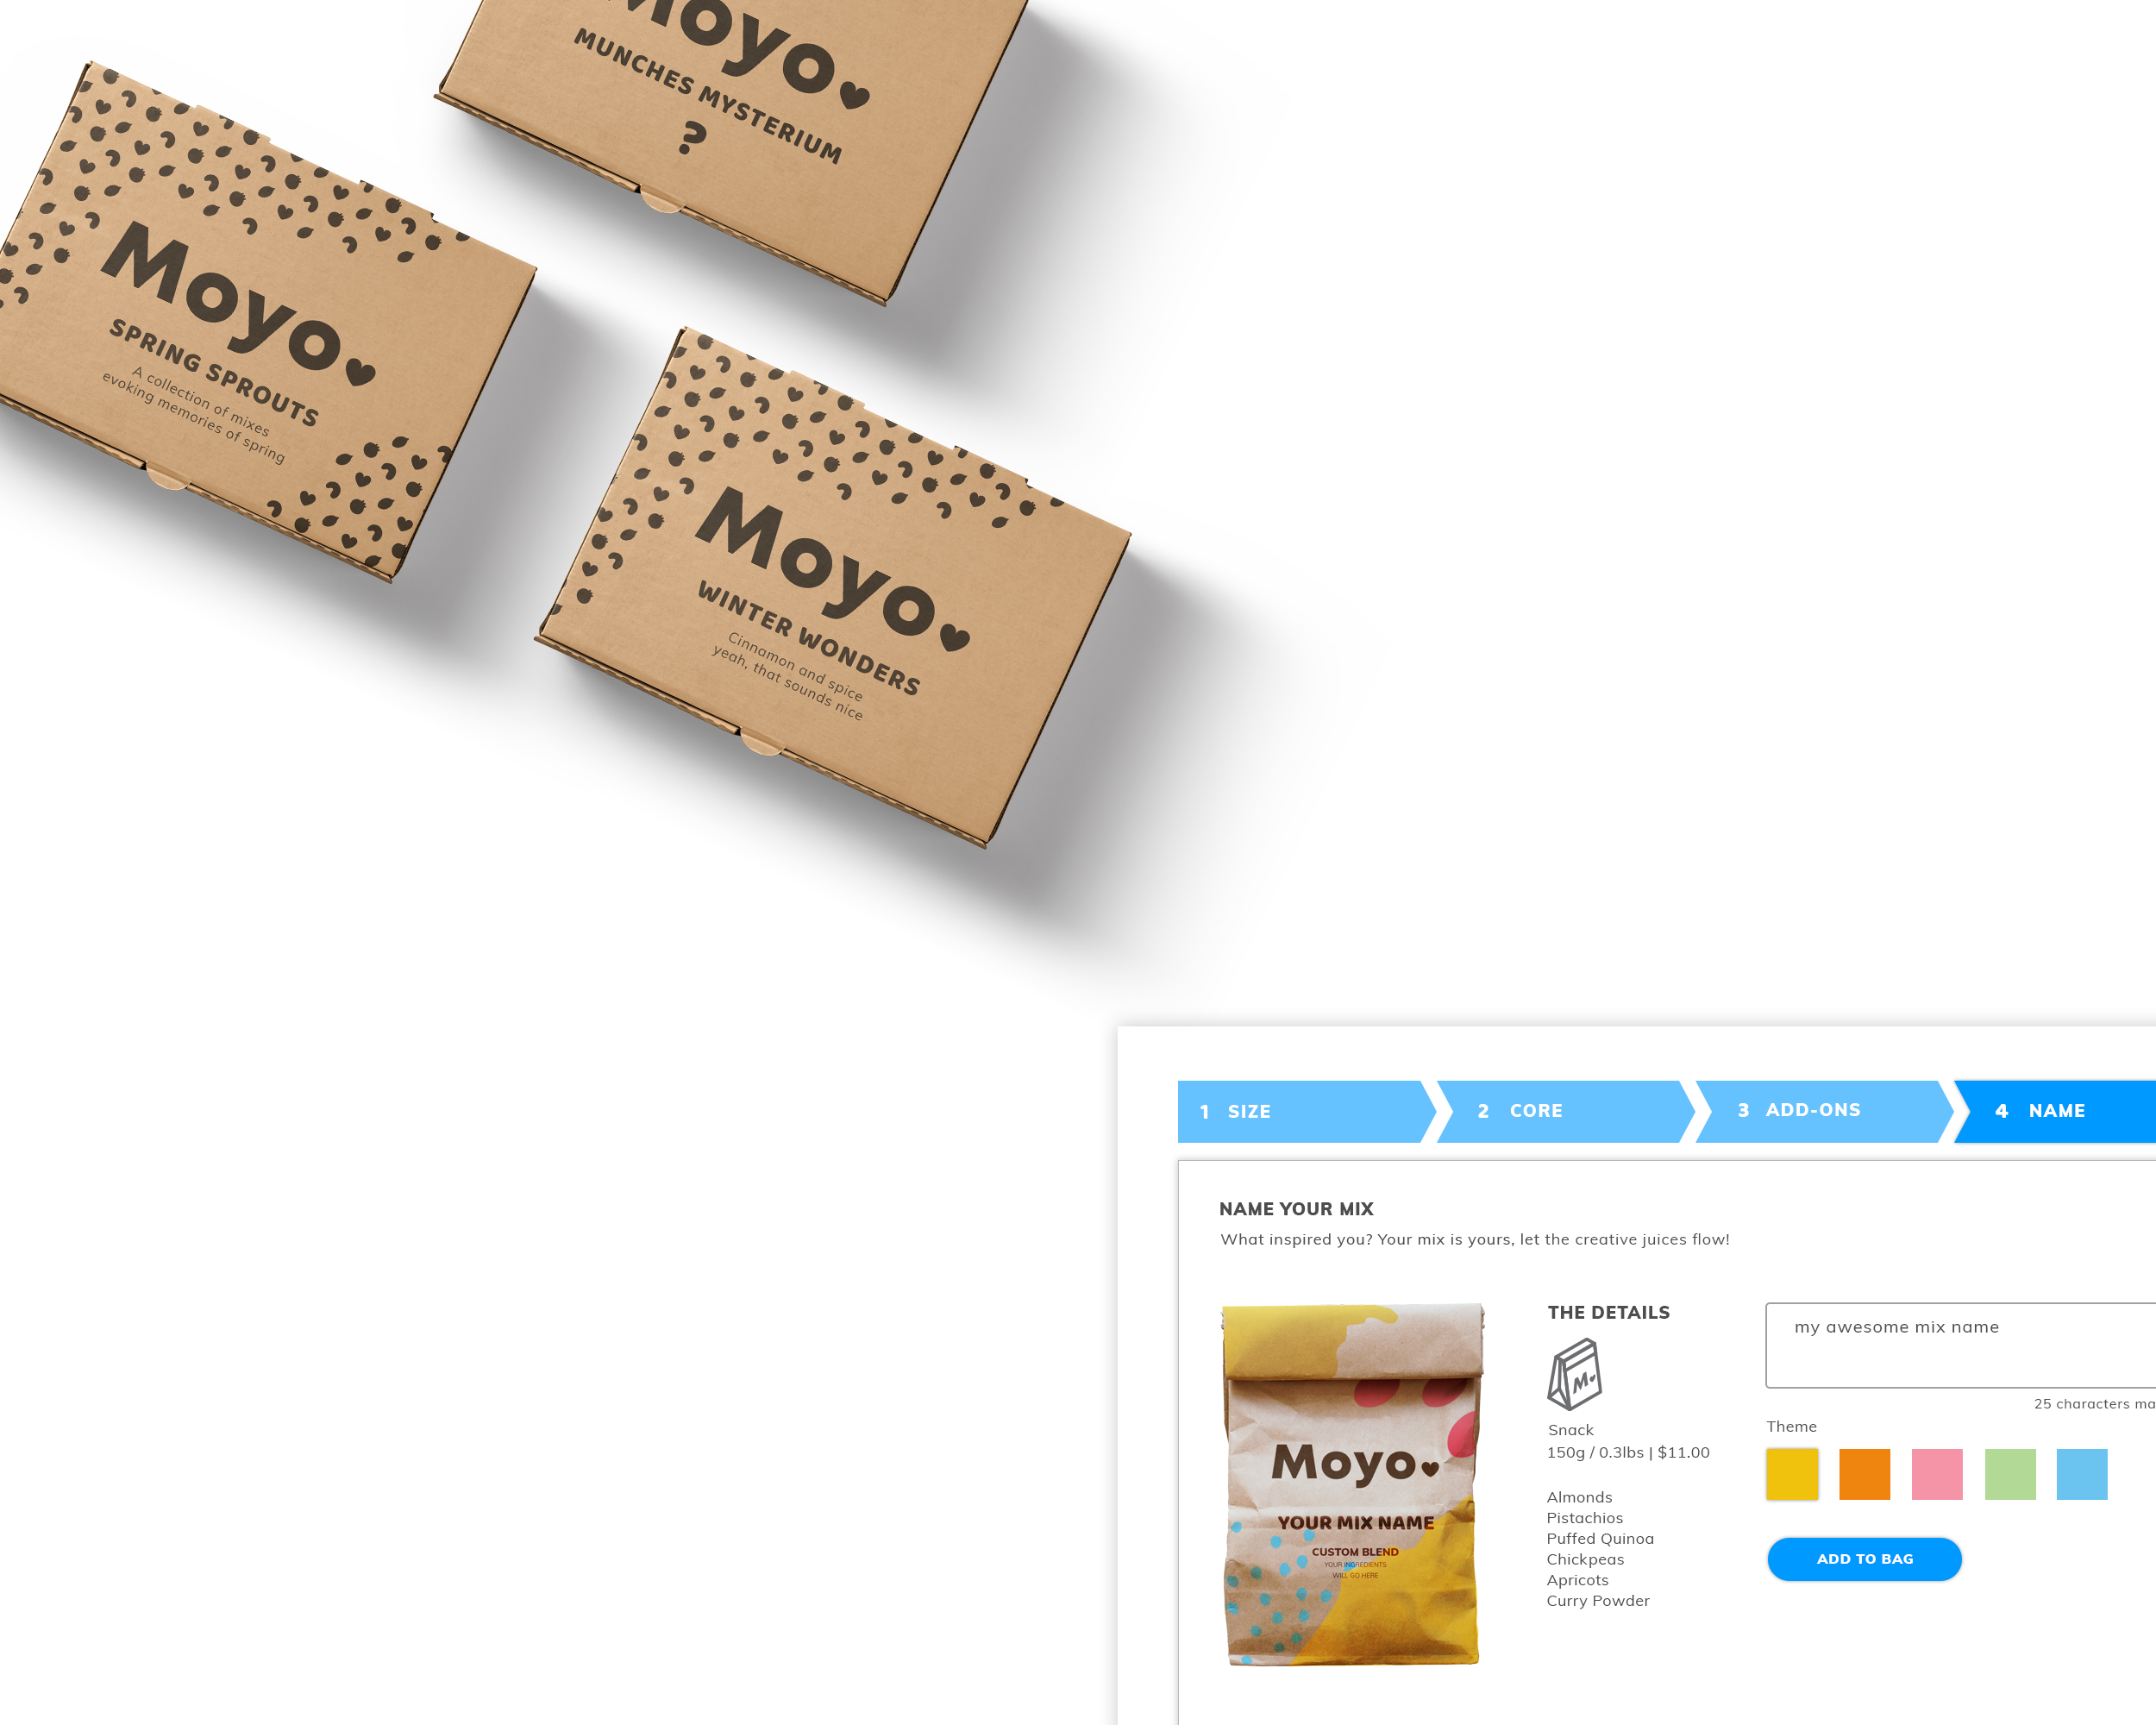 Moyo
MUNCHES MYSTERIUM
?
Moyo
SPRING SPROUTS
A collection of mixes
evoking memories of spring
Moyo
WINTER WONDERS
Cinnamon and spice
yeah, that sounds nice
1 SIZE
2 CORE
3 ADD-ONS
4 NAME
NAME YOUR MIX
What inspired you? Your mix is yours, let the creative juices flow!
Moyo
YOUR MIX NAME
CUSTOM BLEND
YOUR INGREDIENTS
WILL GO HERE
THE DETAILS
M
Snack
150g / 0.3lbs | $11.00
Almonds
Pistachios
Puffed Quinoa
Chickpeas
Apricots
Curry Powder
my awesome mix name
25 characters ma
Theme
ADD TO BAG